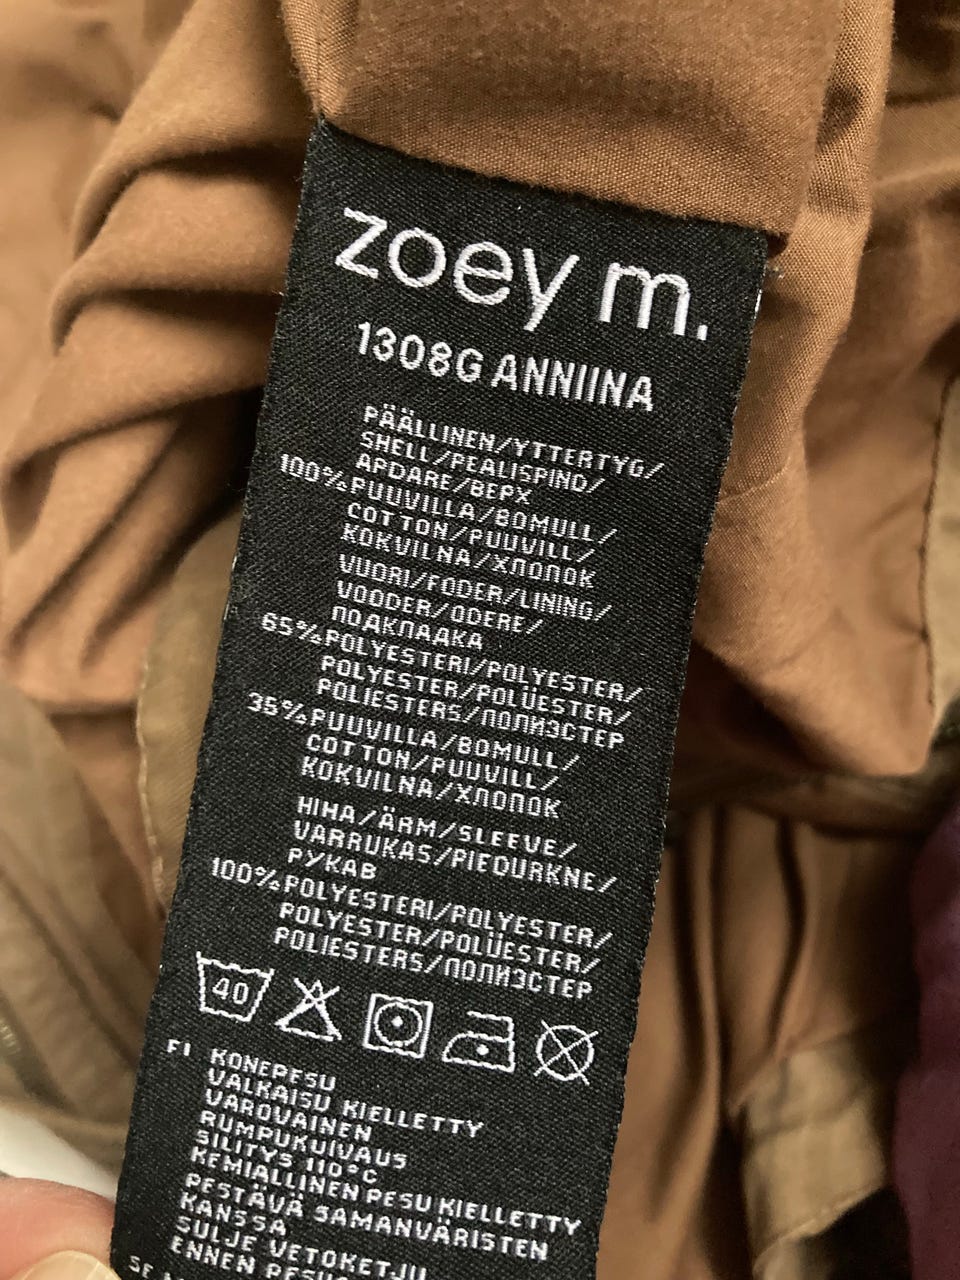 zoey m.
1308G ANNIINA
PÄÄLLINEN/YTTERTYG/
SHELL/PEALISPIND/
APDARE/ВЕРХ
100% PUUVILLA/BOMULL/
COTTON/PUUVILL/
KOKVILNA/ХЛОПОК
VUORI/FODER/LINING/
VOODER/ODERE/
ПОДКЛАДКА
65% POLYESTERI/POLYESTER/
POLYESTER/POLÜESTER/
POLIESTERS/ПОЛИЭСТЕР
35% PUUVILLA/BOMULL/
COTTON/PUUVILL/
KOKVILNA/ХЛОПОК
HIHA/ÄRM/SLEEVE/
VARRUKAS/PIEDURKNE/
РУКАВ
100% POLYESTERI/POLYESTER/
POLYESTER/POLÜESTER/
POLIESTERS/ПОЛИЭСТЕР
40
FI KONEPESU
VALKAISU KIELLETTY
VAROVAINEN
RUMPUKUIVAUS
SILITYS 110°C
KEMIALLINEN PESU KIELLETTY
PESTÄVÄ SAMANVÄRISTEN
KANSSA
SULJE VETOKETJU
ENNEN
SE